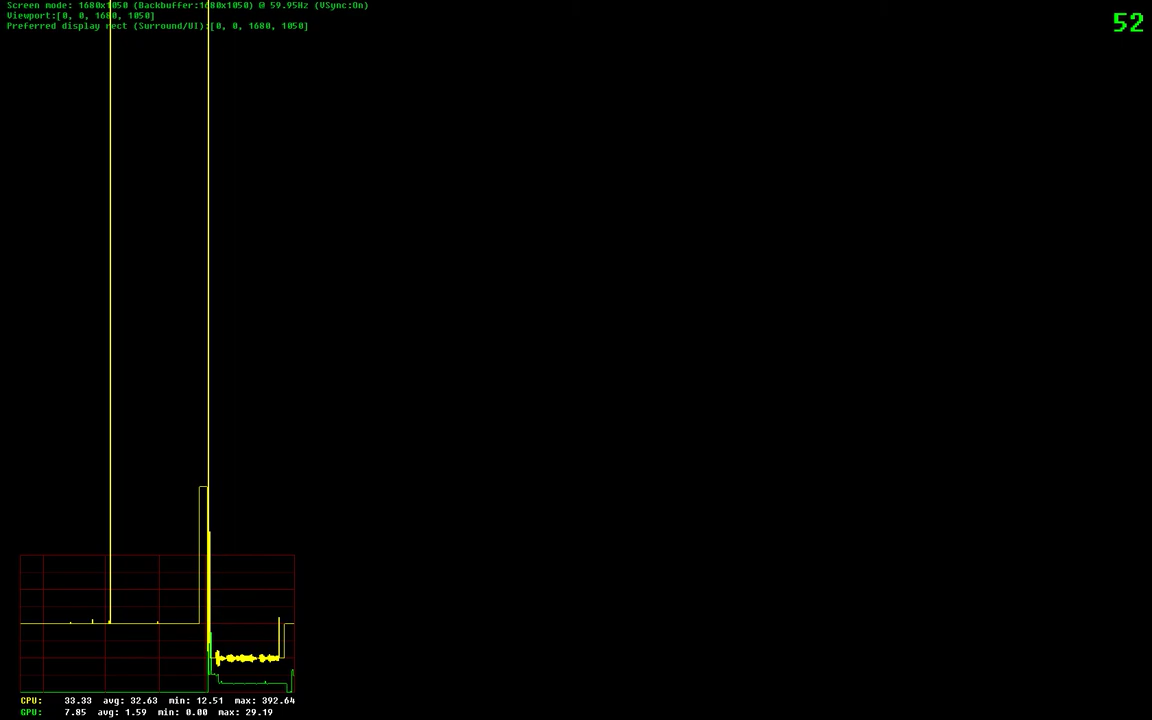 Screen mode: 1680x1050 (Backbuffer:1680x1050) @ 59.95Hz (VSync:On)
Viewport:[0, 0, 1680, 1050]
Preferred display rect (Surround/UI):[0, 0, 1680, 1050]
52
CPU: 33.33 avg: 32.63 min: 12.51 max: 392.64
GPU: 7.85 avg: 1.59 min: 0.00 max: 29.19